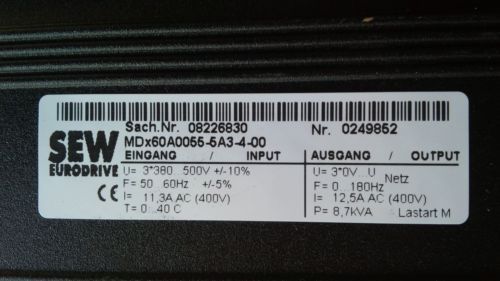 SEW
EURODRIVE
CE
Sach.Nr. 08226830 Nr. 0249852
MDx60A0055-5A3-4-00
EINGANG / INPUT AUSGANG / OUTPUT
U= 3*380...500V +/-10% U= 3*0V...U Netz
F= 50...60Hz +/-5% F= 0...180Hz
I= 11,3A AC (400V) I= 12,5A AC (400V)
T= 0...40 C P= 8,7kVA Lastart M